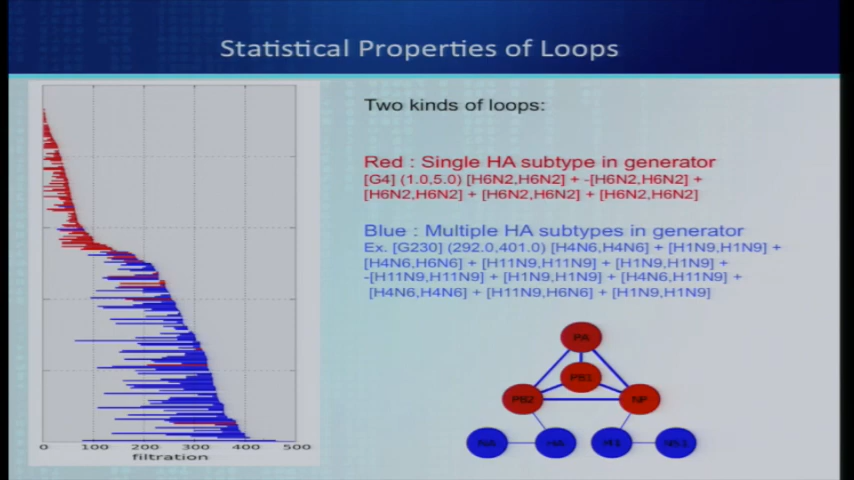 Statistical Properties of Loops
Two kinds of loops:
Red : Single HA subtype in generator
[G4] (1.0,5.0) [H6N2,H6N2] + -[H6N2,H6N2] +
[H6N2,H6N2] + [H6N2,H6N2] + [H6N2,H6N2]
Blue : Multiple HA subtypes in generator
Ex. [G230] (292.0,401.0) [H4N6,H4N6] + [H1N9,H1N9] +
[H4N6,H6N6] + [H11N9,H11N9] + [H1N9,H1N9] +
-[H11N9,H11N9] + [H1N9,H1N9] + [H4N6,H11N9] +
[H4N6,H4N6] + [H11N9,H6N6] + [H1N9,H1N9]
PA
PB1
PB2 NP
NA HA M1 NS1
0 100 200 300 400 500
filtration